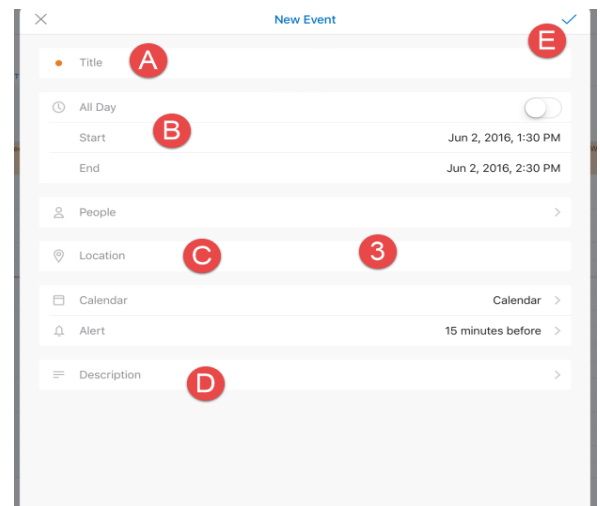 New Event
E
Title A
All Day
Start B Jun 2, 2016, 1:30 PM
End Jun 2, 2016, 2:30 PM
People
Location C 3
Calendar Calendar
Alert 15 minutes before
Description D